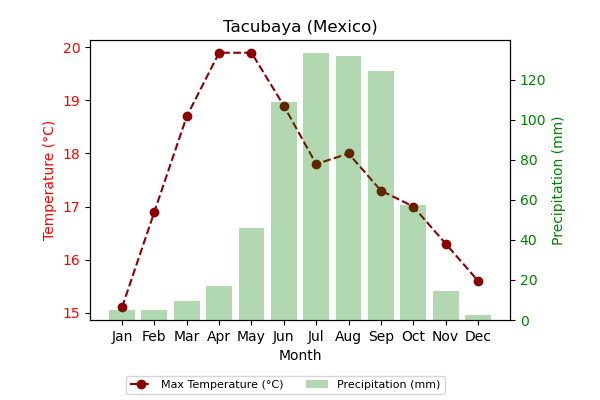 Tacubaya (Mexico)
20
19
18
17
16
15
Temperature (°C)
120
100
80
60
40
20
0
Precipitation (mm)
Jan Feb Mar Apr May Jun Jul Aug Sep Oct Nov Dec
Month
Max Temperature (°C) Precipitation (mm)